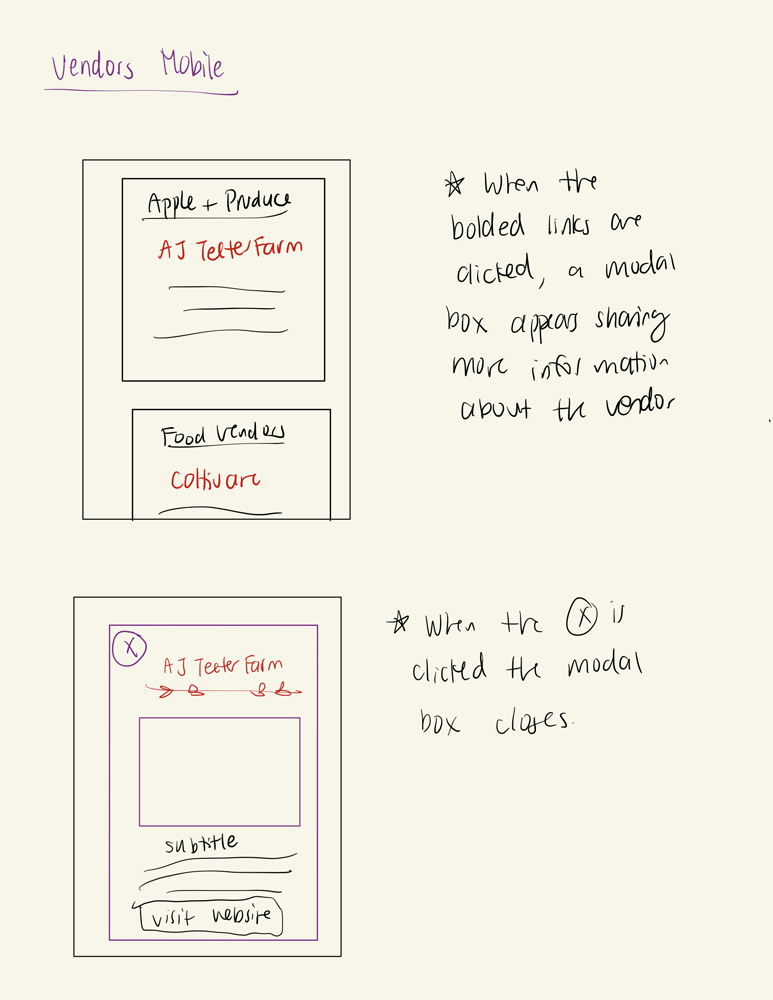 Vendors Mobile
Apple + Produce
AJ Teeter Farm
Food Vendors
Coltivare
☆ When the
bolded links are
clicked, a modal
box appears sharing
more information
about the vendor
X
AJ Teeter Farm
subtitle
visit website
☆ When the Ⓧ is
clicked the modal
box closes.